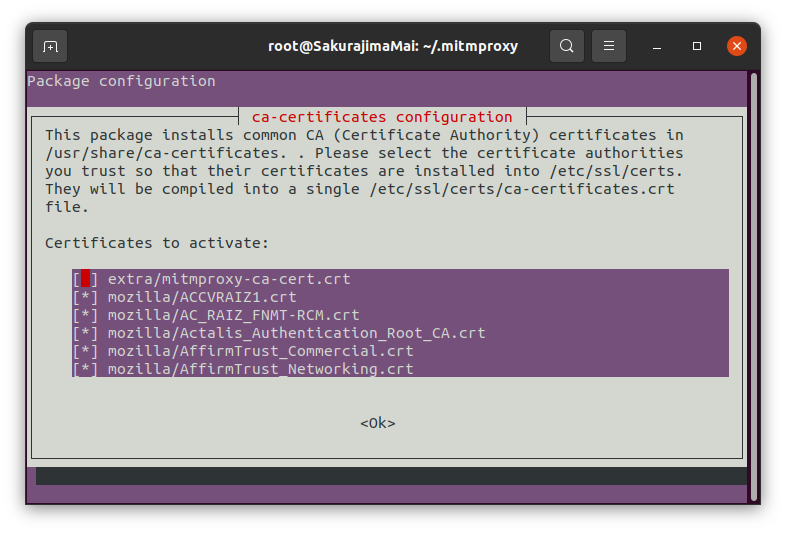 root@SakurajimaMai: ~/.mitmproxy
Package configuration
ca-certificates configuration
This package installs common CA (Certificate Authority) certificates in
/usr/share/ca-certificates. . Please select the certificate authorities
you trust so that their certificates are installed into /etc/ssl/certs.
They will be compiled into a single /etc/ssl/certs/ca-certificates.crt
file.
Certificates to activate:
[ ] extra/mitmproxy-ca-cert.crt
[*] mozilla/ACCVRAIZ1.crt
[*] mozilla/AC_RAIZ_FNMT-RCM.crt
[*] mozilla/Actalis_Authentication_Root_CA.crt
[*] mozilla/AffirmTrust_Commercial.crt
[*] mozilla/AffirmTrust_Networking.crt
<Ok>